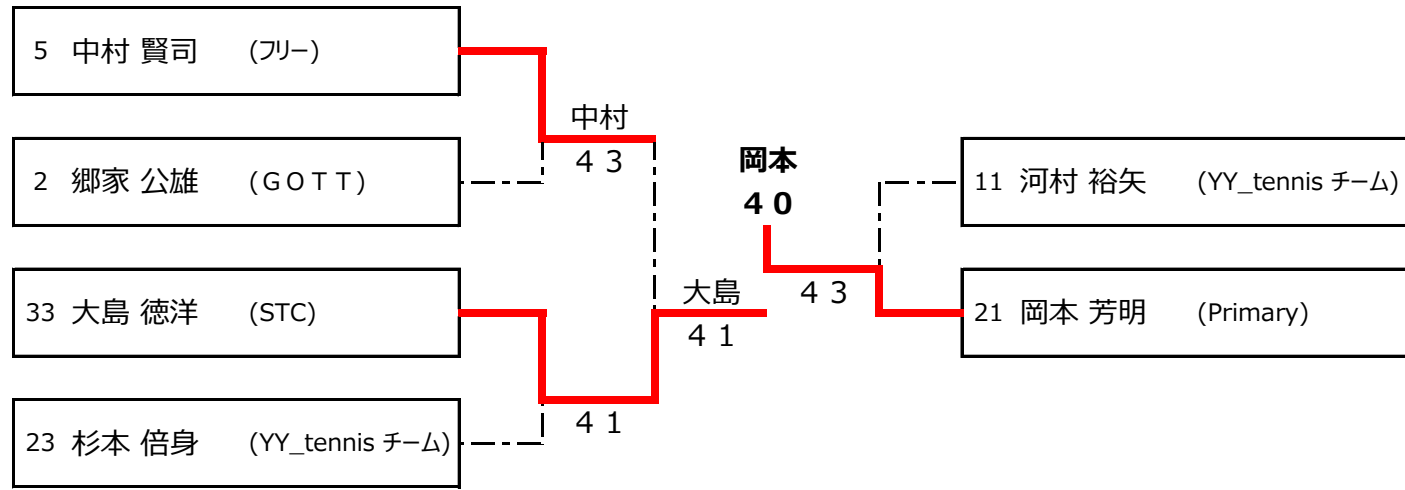 5 中村 賢司 (フリー)
中村
４３
2 郷家 公雄 (ＧＯＴＴ)
岡本
４０
11 河村 裕矢 (YY_tennis チーム)
33 大島 徳洋 (STC)
大島
４１
４３
21 岡本 芳明 (Primary)
23 杉本 倍身 (YY_tennis チーム)
４１